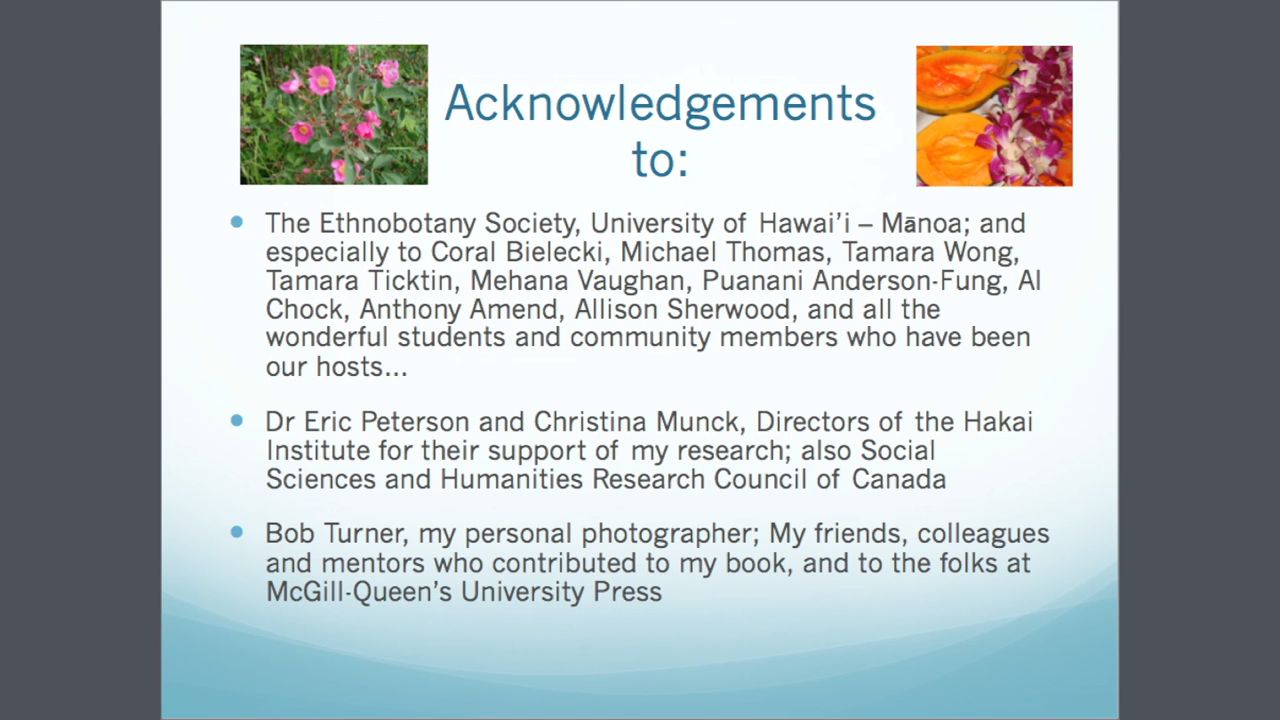 Acknowledgements
to:
• The Ethnobotany Society, University of Hawai’i – Mānoa; and
especially to Coral Bielecki, Michael Thomas, Tamara Wong,
Tamara Ticktin, Mehana Vaughan, Puanani Anderson-Fung, Al
Chock, Anthony Amend, Allison Sherwood, and all the
wonderful students and community members who have been
our hosts...
• Dr Eric Peterson and Christina Munck, Directors of the Hakai
Institute for their support of my research; also Social
Sciences and Humanities Research Council of Canada
• Bob Turner, my personal photographer; My friends, colleagues
and mentors who contributed to my book, and to the folks at
McGill-Queen’s University Press